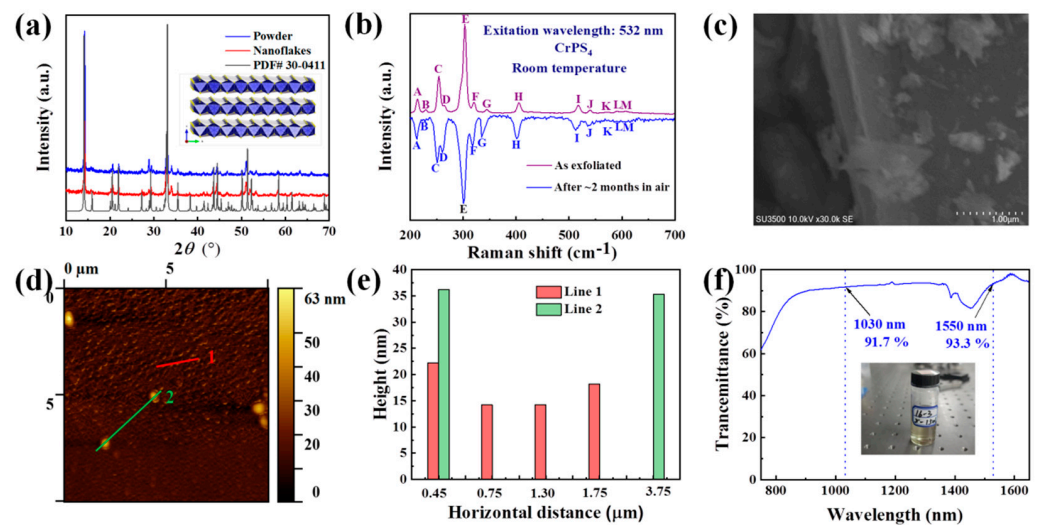 (a)
Powder
Nanoflakes
PDF# 30-0411
Intensity (a.u.)
10 20 30 40 50 60 70
2θ (°)
(b)
Exitation wavelength: 532 nm
CrPS4
Room temperature
A B C D E F G H I J K LM
A B C D E F G H I J K LM
As exfoliated
After ~2 months in air
Intensity (a.u.)
200 300 400 500 600 700
Raman shift (cm-1)
(c)
SU3500 10.0kV x30.0k SE
1.00μm
(d)
0 μm 5
0
5
63 nm
50
40
30
20
10
0
1
2
(e)
Line 1
Line 2
Height (nm)
40
35
30
25
20
15
10
5
0
0.45 0.75 1.30 1.75 3.75
Horizontal distance (μm)
(f)
Trancemittance (%)
100
80
60
40
20
0
1030 nm
91.7 %
1550 nm
93.3 %
16-3
800 1000 1200 1400 1600
Wavelength (nm)